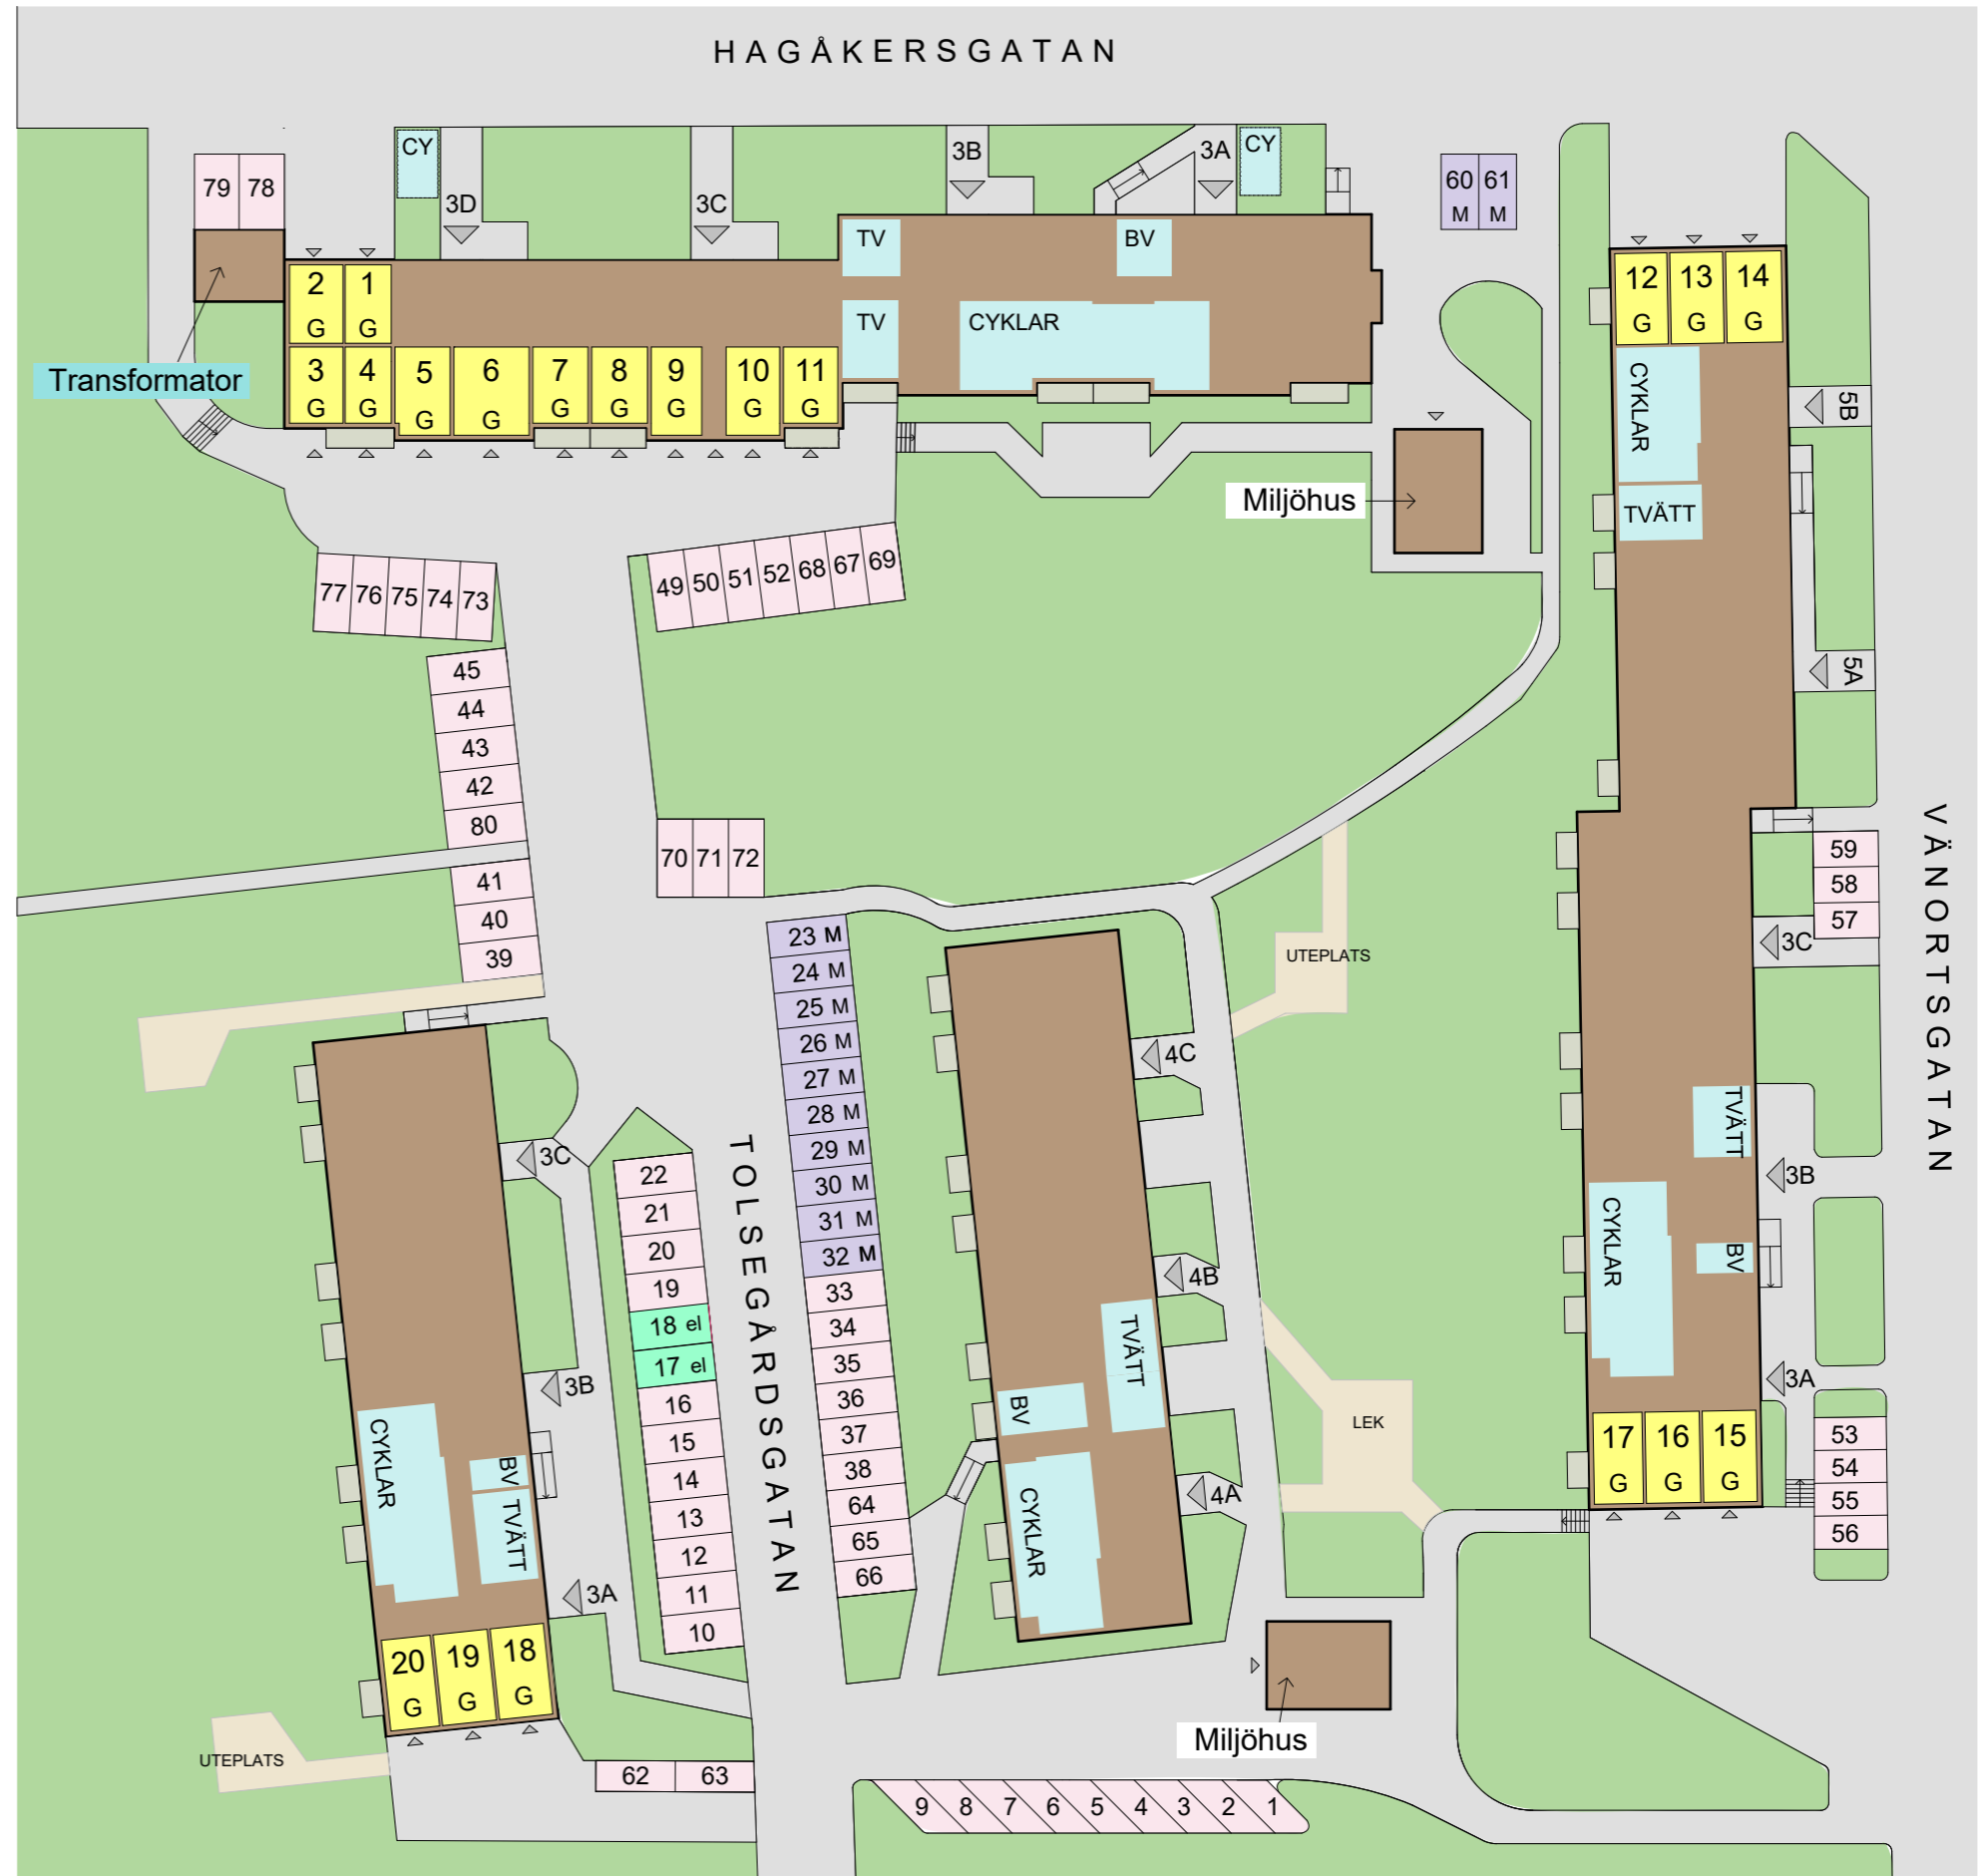 HAGÅKERSGATAN
79 78
CY
3D
3C
3B
3A
CY
60 61
M M
TV
BV
2 1
G G
TV
CYKLAR
3 4 5 6 7 8 9 10 11
G G G G G G G G G
Transformator
12 13 14
G G G
CYKLAR
TVÄTT
5B
5A
Miljöhus
77 76 75 74 73
49 50 51 52 68 67 69
45
44
43
42
80
41
40
39
70 71 72
59
58
57
3C
VÄNORTSGATAN
UTEPLATS
23 M
24 M
25 M
26 M
27 M
28 M
29 M
30 M
31 M
32 M
33
34
35
36
37
38
64
65
66
4C
4B
4A
TVÄTT
BV
CYKLAR
TVÄTT
3B
CYKLAR
BV
3A
17 16 15
G G G
53
54
55
56
LEK
3C
3B
3A
22
21
20
19
18 el
17 el
16
15
14
13
12
11
10
TOLSEGÅRDSGATAN
CYKLAR
BV
TVÄTT
20 19 18
G G G
UTEPLATS
62 63
Miljöhus
9 8 7 6 5 4 3 2 1